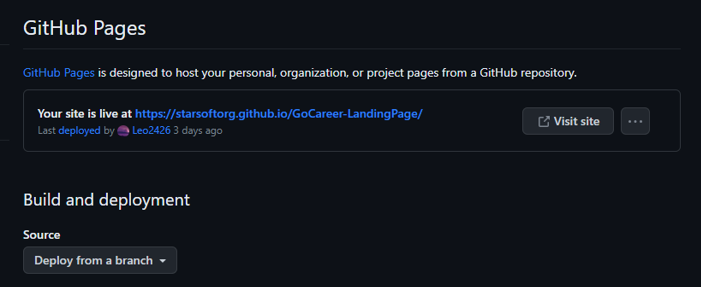 GitHub Pages
GitHub Pages is designed to host your personal, organization, or project pages from a GitHub repository.
Your site is live at https://starsoftorg.github.io/GoCareer-LandingPage/
Last deployed by Leo2426 3 days ago
Visit site
Build and deployment
Source
Deploy from a branch